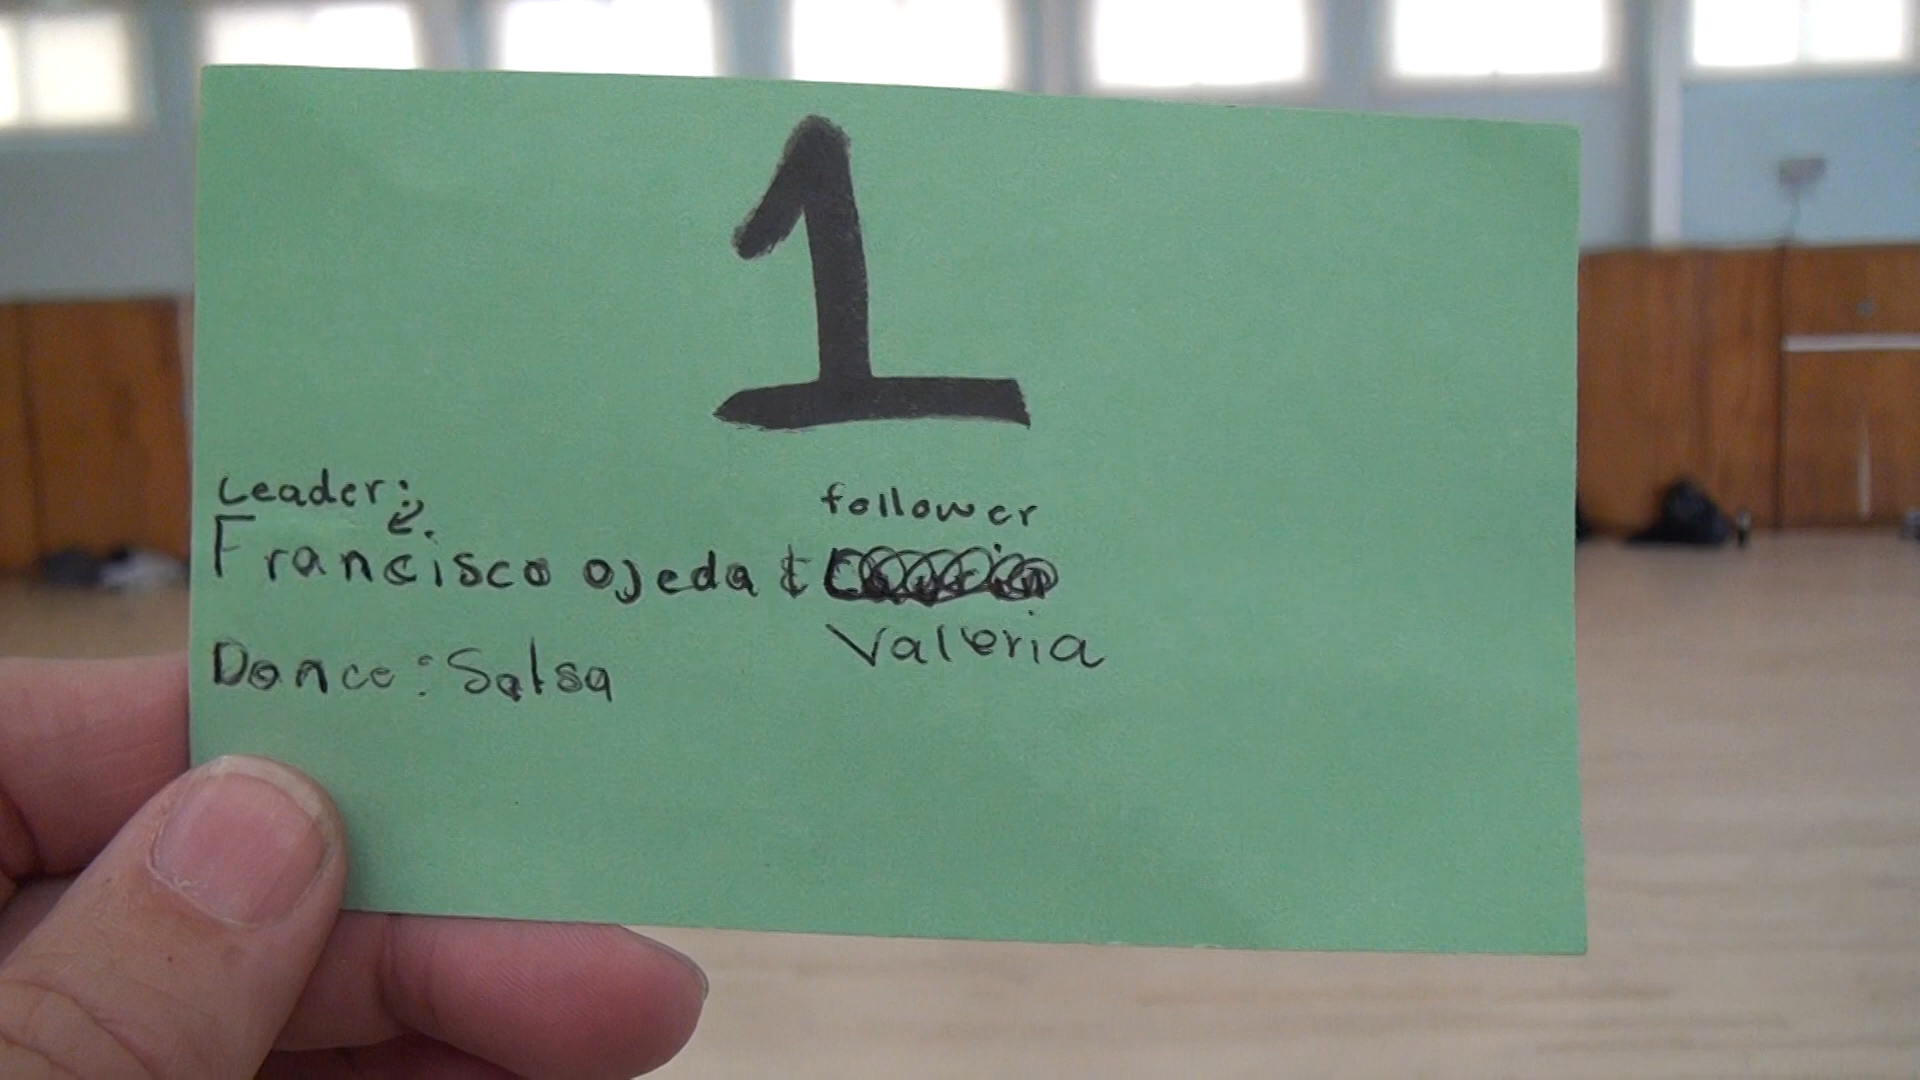 1
Leader: follower
Francisco ojeda &
Valeria
Dance: Salsa